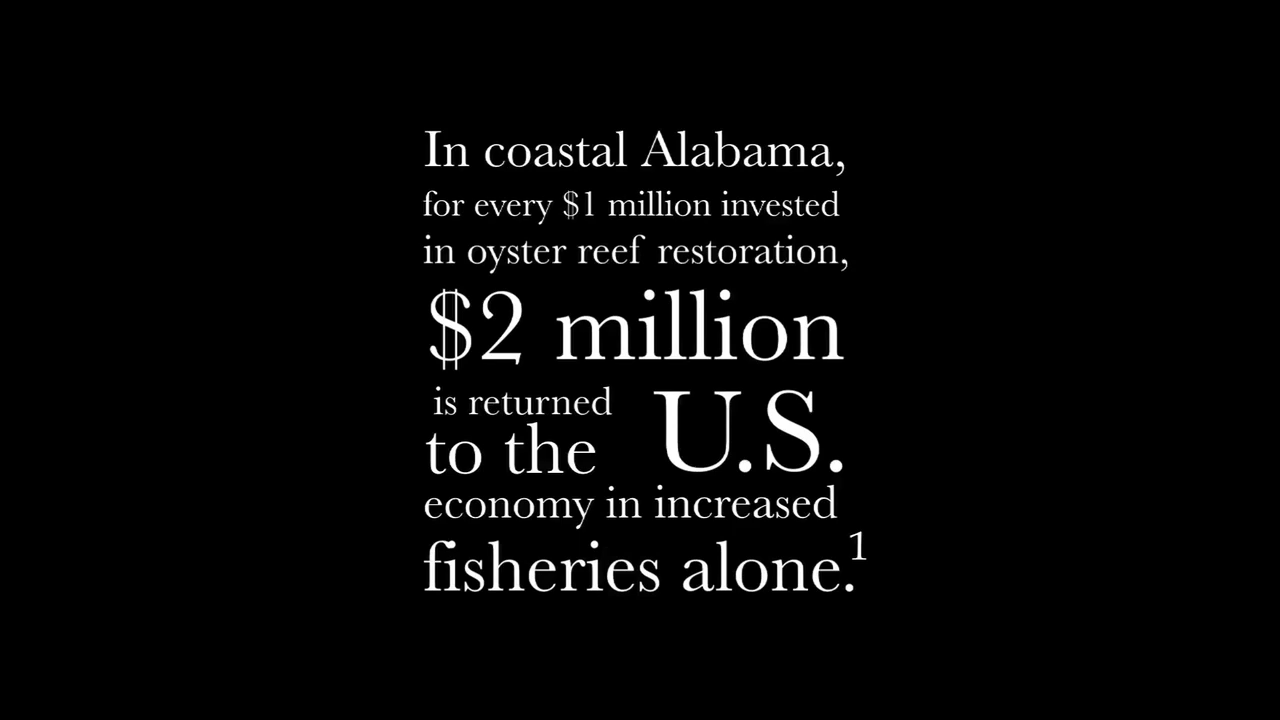 In coastal Alabama,
for every $1 million invested
in oyster reef restoration,
$2 million
is returned
to the U.S.
economy in increased
fisheries alone.1